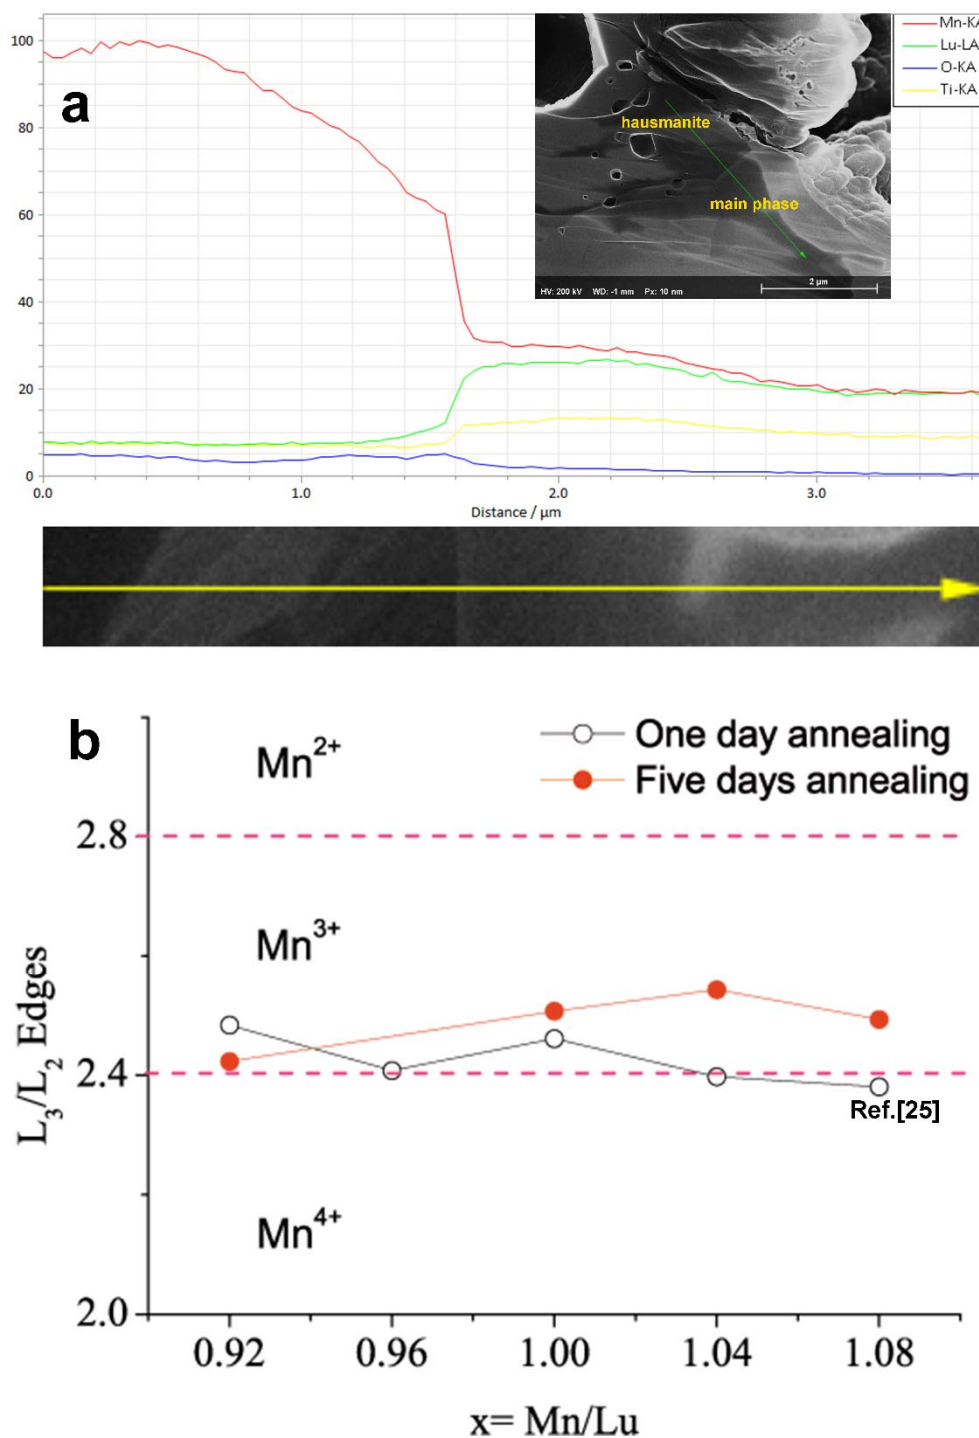 a
100
80
60
40
20
0
0.0 1.0 2.0 3.0
Distance / µm
Mn-KA
Lu-LA
O-KA
Ti-KA
hausmanite
main phase
HV: 200 kV WD: -1 mm Px: 10 nm
2 µm
b
One day annealing
Five days annealing
Mn2+
Mn3+
Mn4+
2.8
2.4
2.0
L3/L2 Edges
Ref.[25]
0.92 0.96 1.00 1.04 1.08
x= Mn/Lu